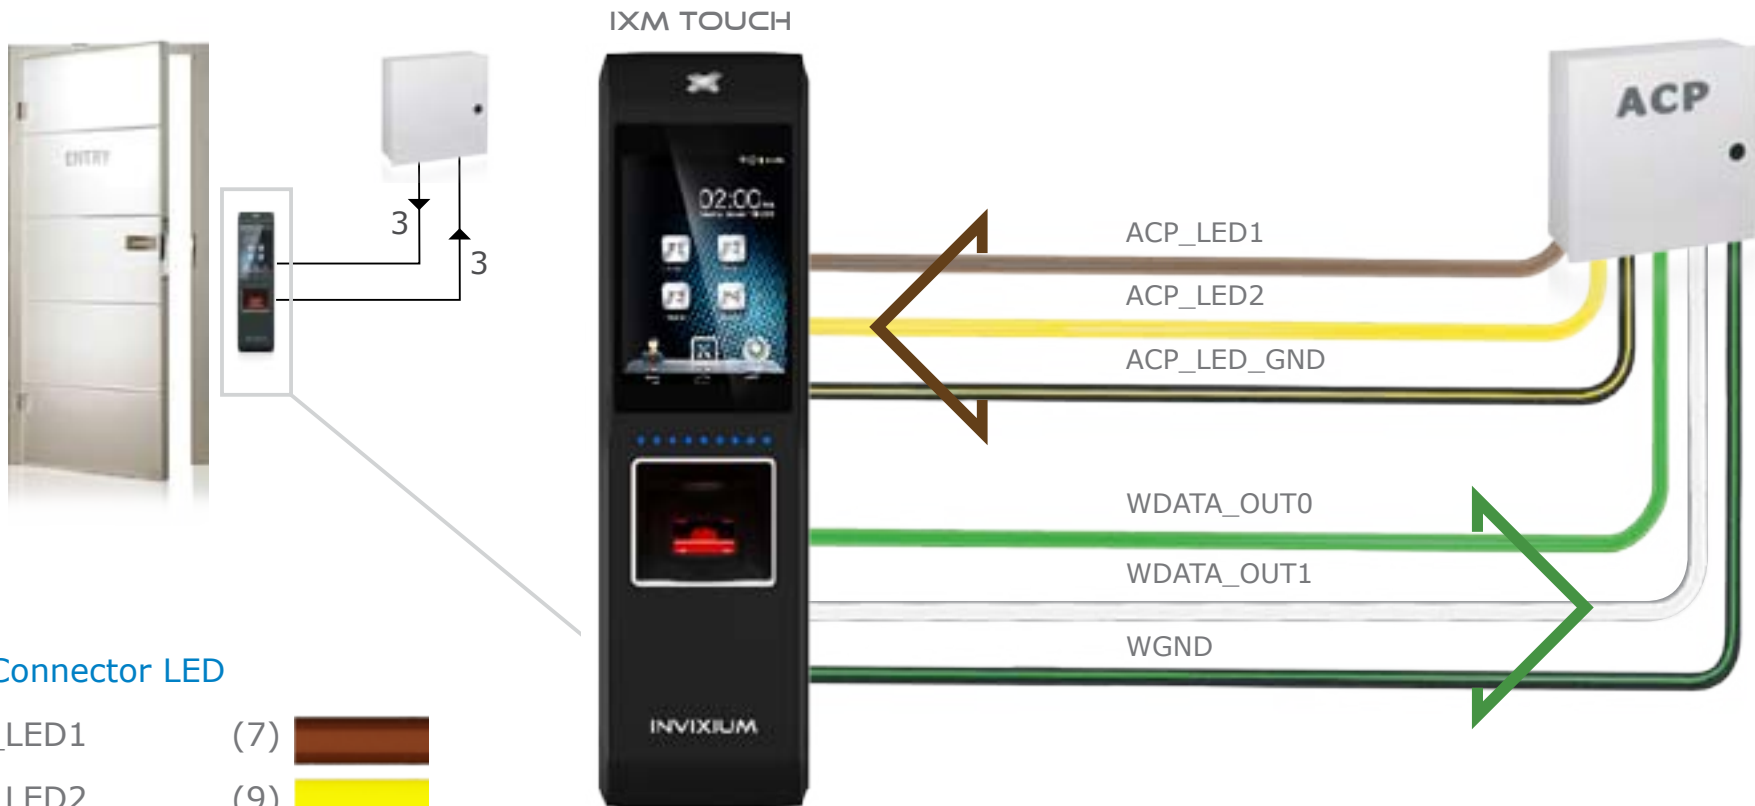 IXM TOUCH
ENTRY
ACP
3
3
02:00
ACP_LED1
ACP_LED2
ACP_LED_GND
WDATA_OUT0
WDATA_OUT1
WGND
INVIXIUM
Connector LED
_LED1 (7)
LED2 (9)